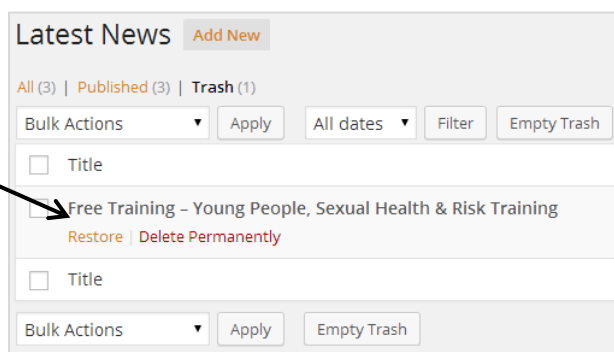 Latest News Add New
All (3) | Published (3) | Trash (1)
Bulk Actions Apply All dates Filter Empty Trash
Title
Free Training – Young People, Sexual Health & Risk Training
Restore | Delete Permanently
Title
Bulk Actions Apply Empty Trash